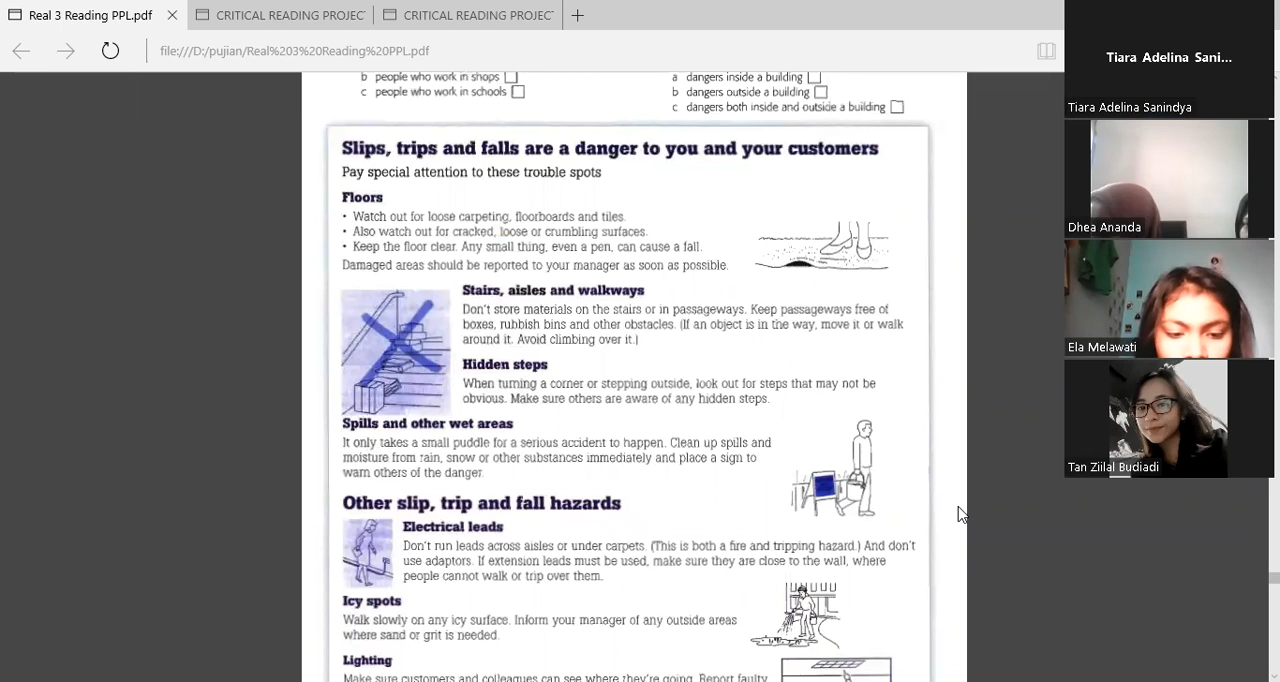 Real 3 Reading PPL.pdf
CRITICAL READING PROJEC
CRITICAL READING PROJEC
file:///D:/pujian/Real%203%20Reading%20PPL.pdf
b people who work in shops
c people who work in schools
a dangers inside a building
b dangers outside a building
c dangers both inside and outside a building
Slips, trips and falls are a danger to you and your customers
Pay special attention to these trouble spots
Floors
• Watch out for loose carpeting, floorboards and tiles.
• Also watch out for cracked, loose or crumbling surfaces.
• Keep the floor clear. Any small thing, even a pen, can cause a fall.
Damaged areas should be reported to your manager as soon as possible.
Stairs, aisles and walkways
Don't store materials on the stairs or in passageways. Keep passageways free of
boxes, rubbish bins and other obstacles. (If an object is in the way, move it or walk
around it. Avoid climbing over it.)
Hidden steps
When turning a corner or stepping outside, look out for steps that may not be
obvious. Make sure others are aware of any hidden steps.
Spills and other wet areas
It only takes a small puddle for a serious accident to happen. Clean up spills and
moisture from rain, snow or other substances immediately and place a sign to
warn others of the danger.
Other slip, trip and fall hazards
Electrical leads
Don't run leads across aisles or under carpets. (This is both a fire and tripping hazard.) And don't
use adaptors. If extension leads must be used, make sure they are close to the wall, where
people cannot walk or trip over them.
Icy spots
Walk slowly on any icy surface. Inform your manager of any outside areas
where sand or grit is needed.
Lighting
Make sure customers and colleagues can see where they're going. Report faulty
Tiara Adelina Sani...
Tiara Adelina Sanindya
Dhea Ananda
Ela Melawati
Tan Ziilal Budiadi